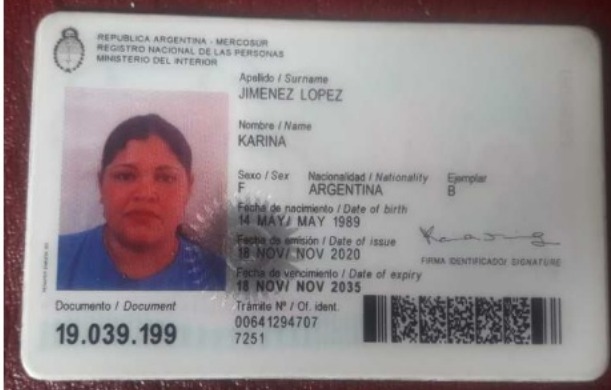 REPUBLICA ARGENTINA - MERCOSUR
REGISTRO NACIONAL DE LAS PERSONAS
MINISTERIO DEL INTERIOR
Apellido / Surname
JIMENEZ LOPEZ
Nombre / Name
KARINA
Sexo / Sex Nacionalidad / Nationality Ejemplar
F ARGENTINA B
Fecha de nacimiento / Date of birth
14 MAY/ MAY 1989
Fecha de emisión / Date of issue
18 NOV/ NOV 2020
FIRMA IDENTIFICADO/ SIGNATURE
Fecha de vencimiento / Date of expiry
18 NOV/ NOV 2035
Documento / Document Trámite Nº / Of. ident.
19.039.199 00641294707
7251